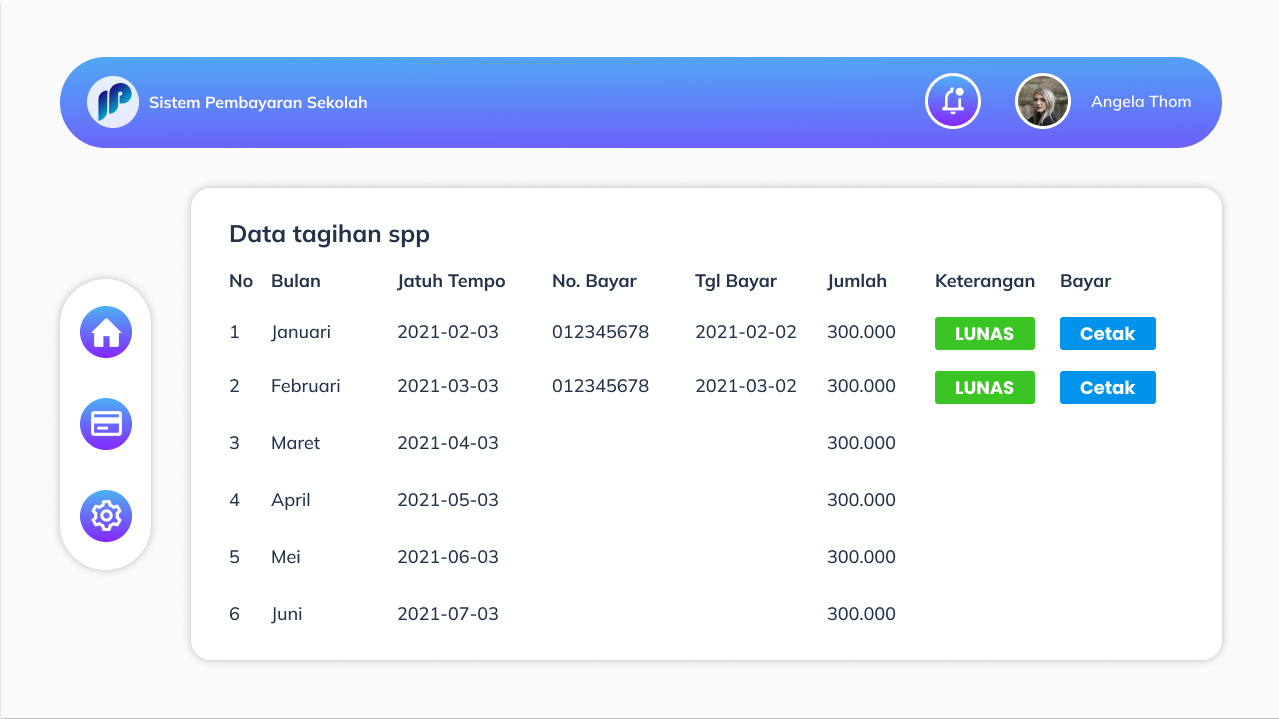 Sistem Pembayaran Sekolah
Angela Thom
Data tagihan spp
No Bulan Jatuh Tempo No. Bayar Tgl Bayar Jumlah Keterangan Bayar
1 Januari 2021-02-03 012345678 2021-02-02 300.000 LUNAS Cetak
2 Februari 2021-03-03 012345678 2021-03-02 300.000 LUNAS Cetak
3 Maret 2021-04-03 300.000
4 April 2021-05-03 300.000
5 Mei 2021-06-03 300.000
6 Juni 2021-07-03 300.000